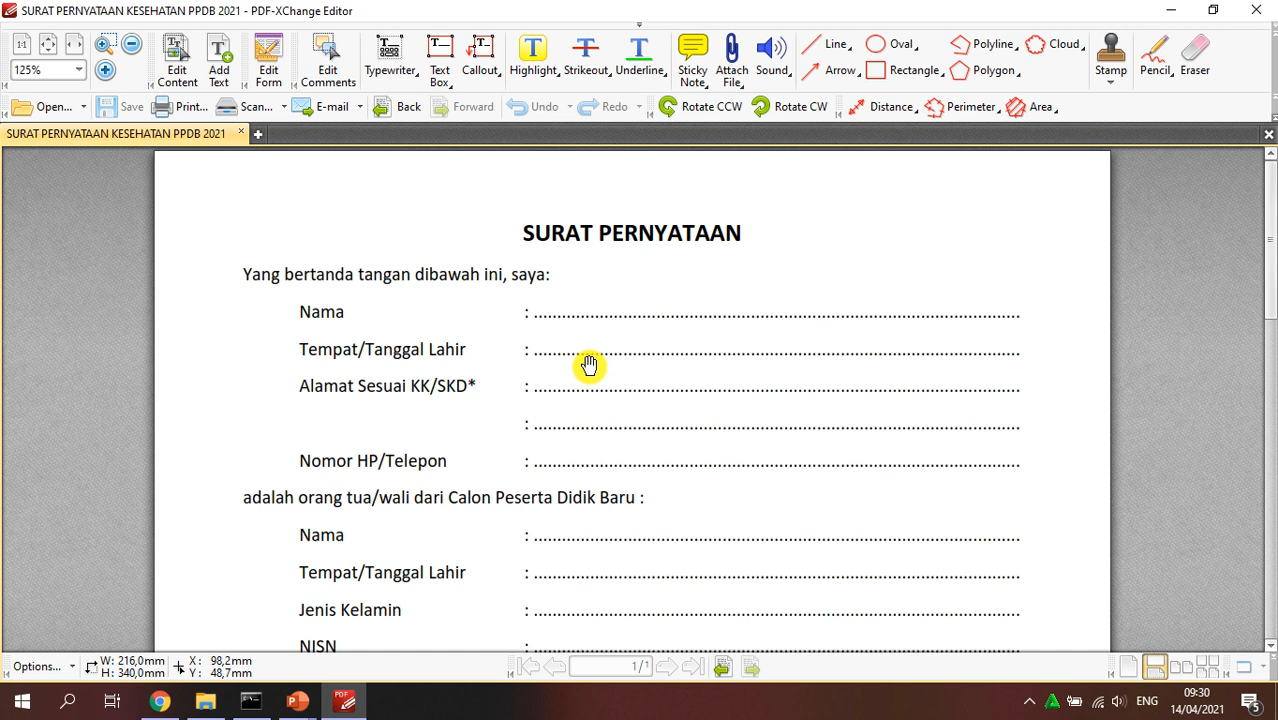 SURAT PERNYATAAN KESEHATAN PPDB 2021 - PDF-XChange Editor
125%
Edit Content
Add Text
Edit Form
Edit Comments
Typewriter
Text Box
Callout
Highlight
Strikeout
Underline
Sticky Note
Attach File
Sound
Line
Arrow
Oval
Rectangle
Polyline
Polygon
Cloud
Stamp
Pencil
Eraser
Open... Save Print... Scan... E-mail Back Forward Undo Redo Rotate CCW Rotate CW Distance Perimeter Area
SURAT PERNYATAAN KESEHATAN PPDB 2021
SURAT PERNYATAAN
Yang bertanda tangan dibawah ini, saya:
Nama : ........................................................................................................
Tempat/Tanggal Lahir : ........................................................................................................
Alamat Sesuai KK/SKD* : ........................................................................................................
: ........................................................................................................
Nomor HP/Telepon : ........................................................................................................
adalah orang tua/wali dari Calon Peserta Didik Baru :
Nama : ........................................................................................................
Tempat/Tanggal Lahir : ........................................................................................................
Jenis Kelamin : ........................................................................................................
NISN : ........................................................................................................
Options...
W: 216,0mm
H: 340,0mm
X: 98,2mm
Y: 48,7mm
1/1
ENG
09:30
14/04/2021
5